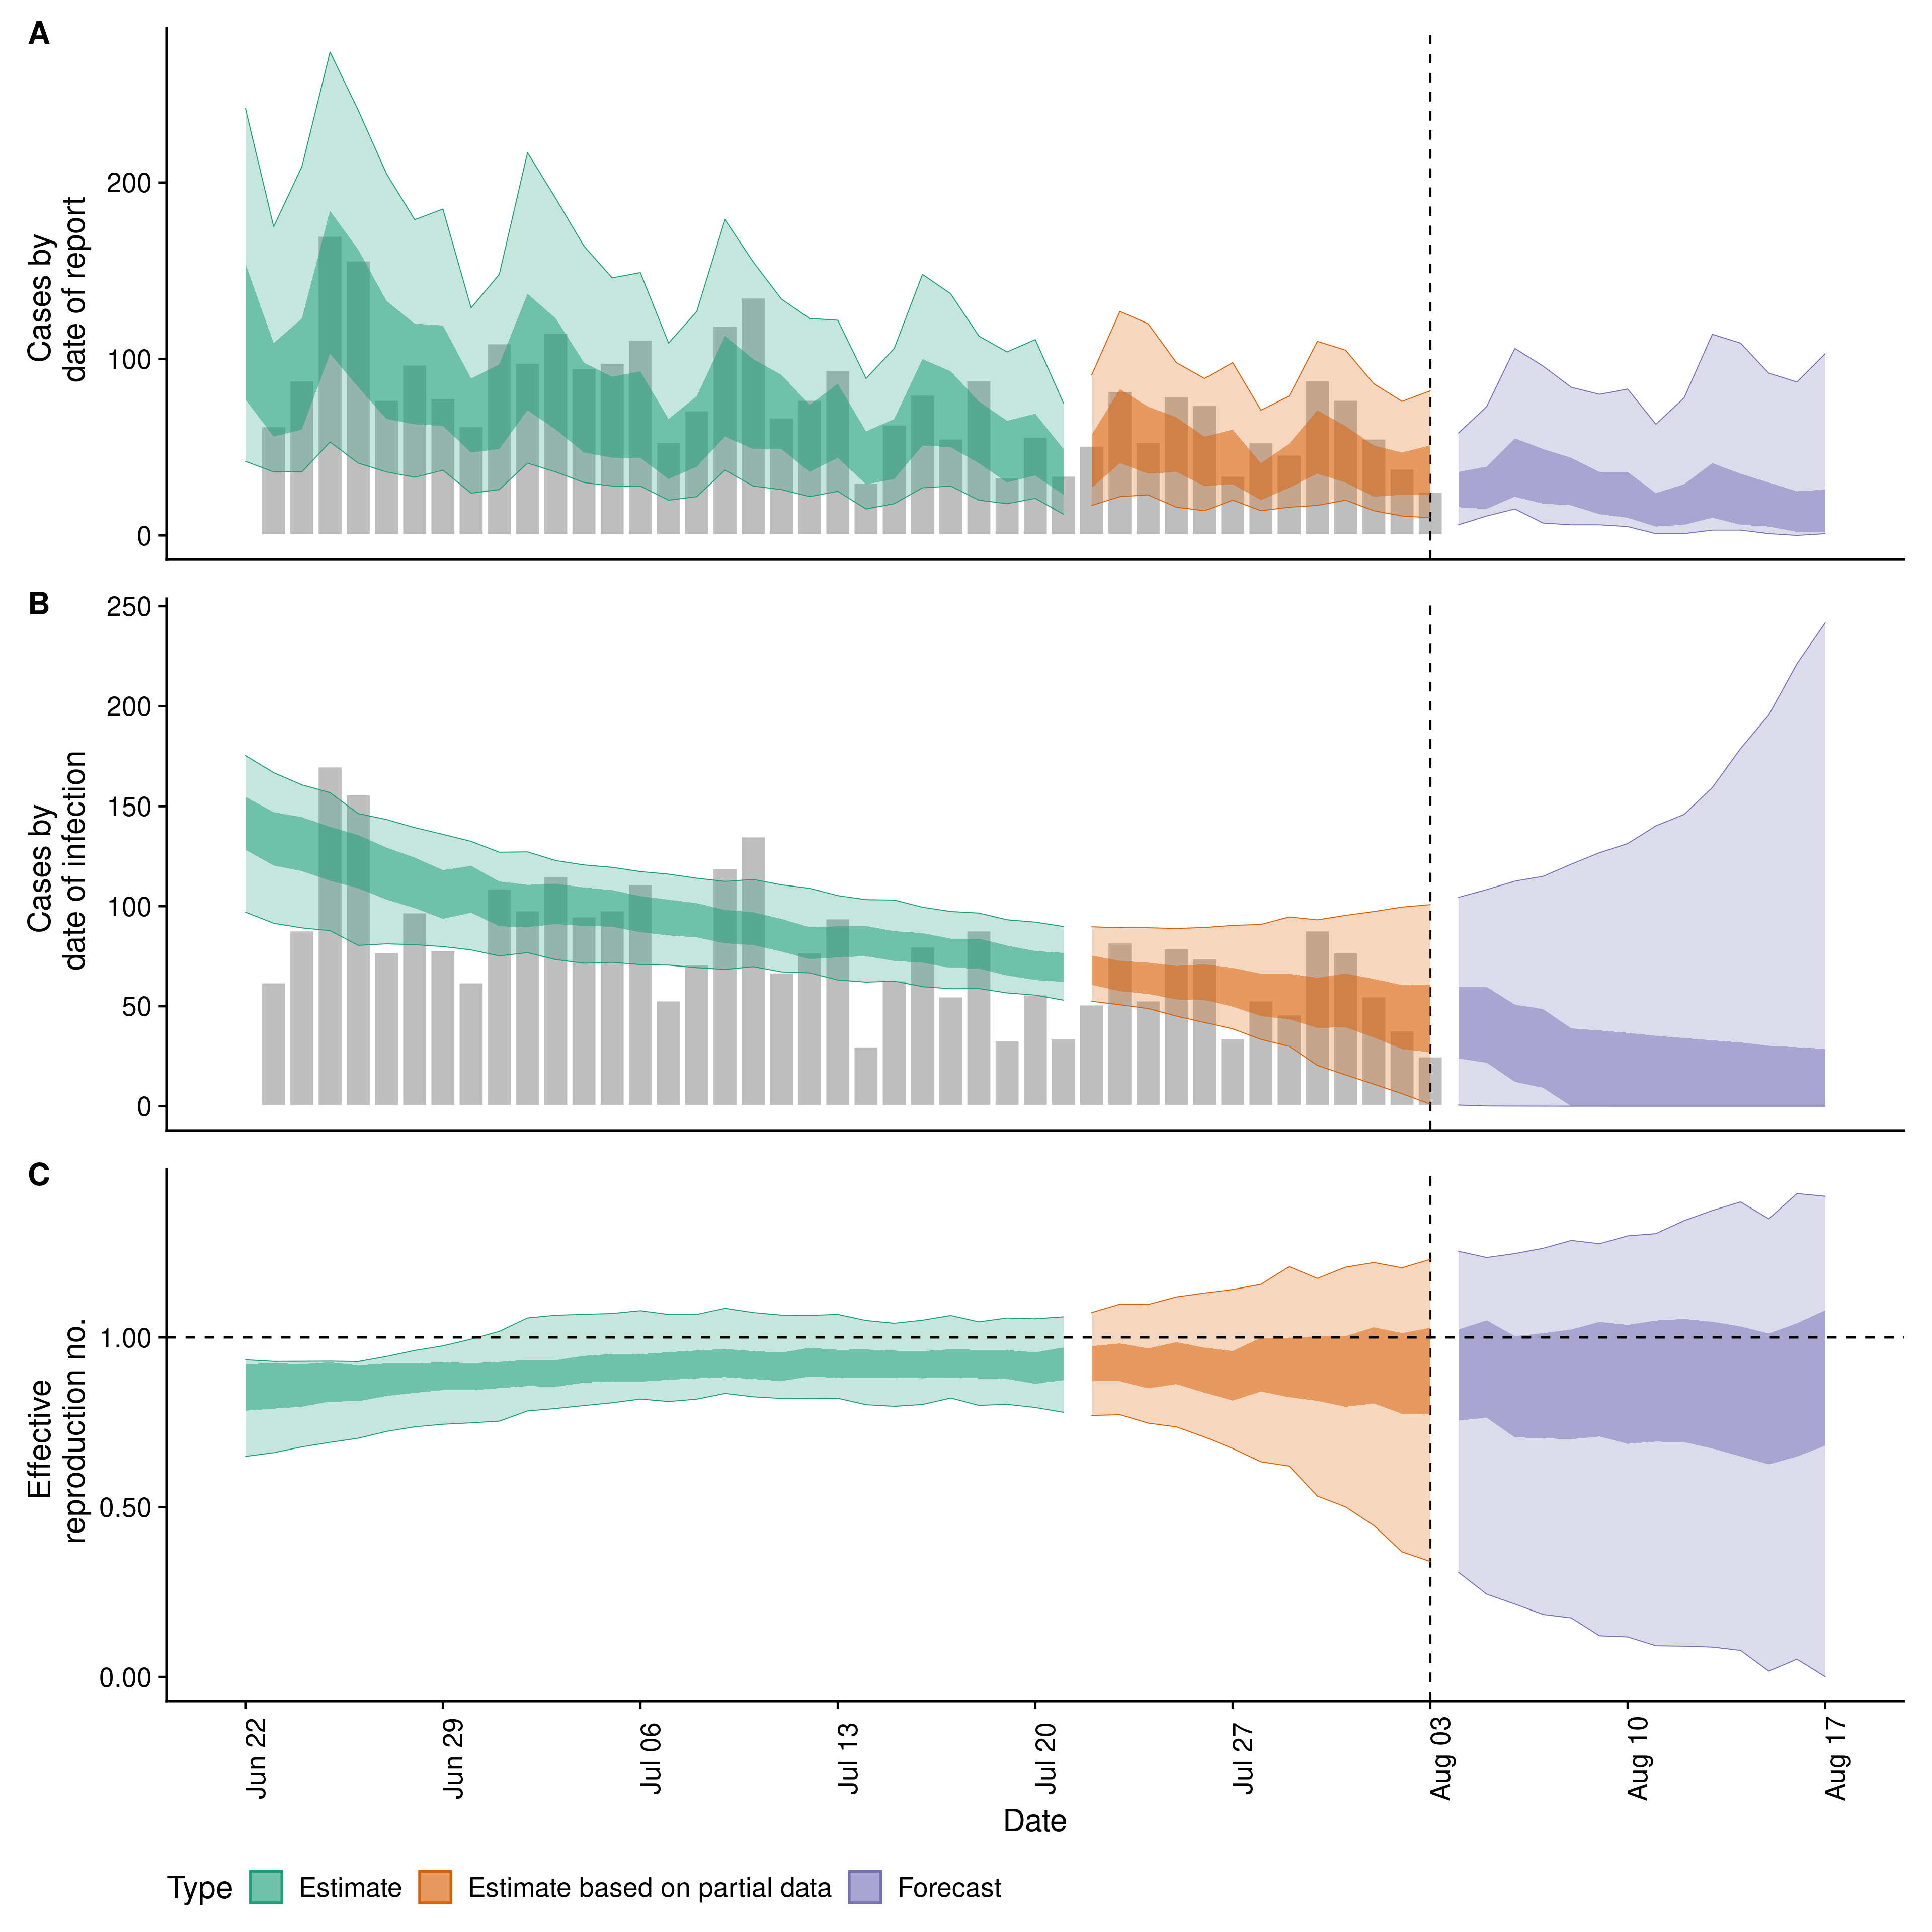 A
Cases by
date of report
200
100
0
B
Cases by
date of infection
250
200
150
100
50
0
C
Effective
reproduction no.
1.00
0.50
0.00
Jun 22
Jun 29
Jul 06
Jul 13
Jul 20
Jul 27
Aug 03
Aug 10
Aug 17
Date
Type
Estimate
Estimate based on partial data
Forecast